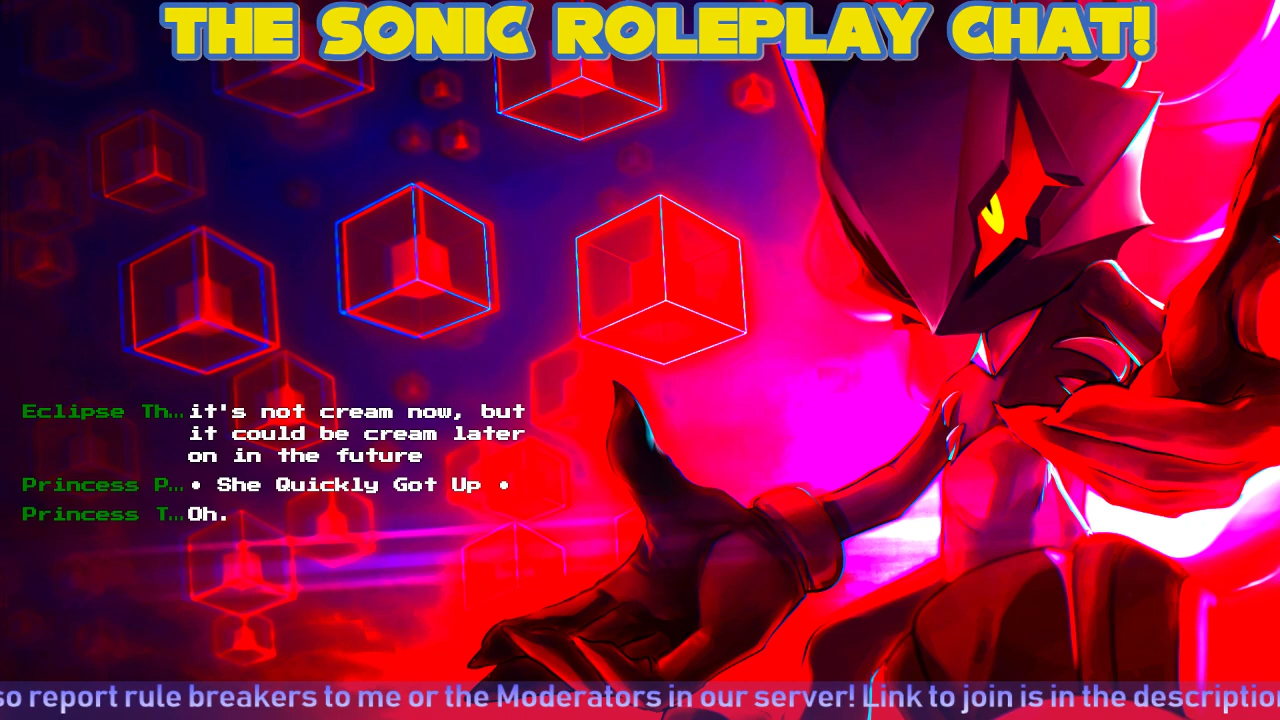 THE SONIC ROLEPLAY CHAT!
Eclipse Th… it's not cream now, but
it could be cream later
on in the future
Princess P… • She Quickly Got Up •
Princess T… Oh.
so report rule breakers to me or the Moderators in our server! Link to join is in the description